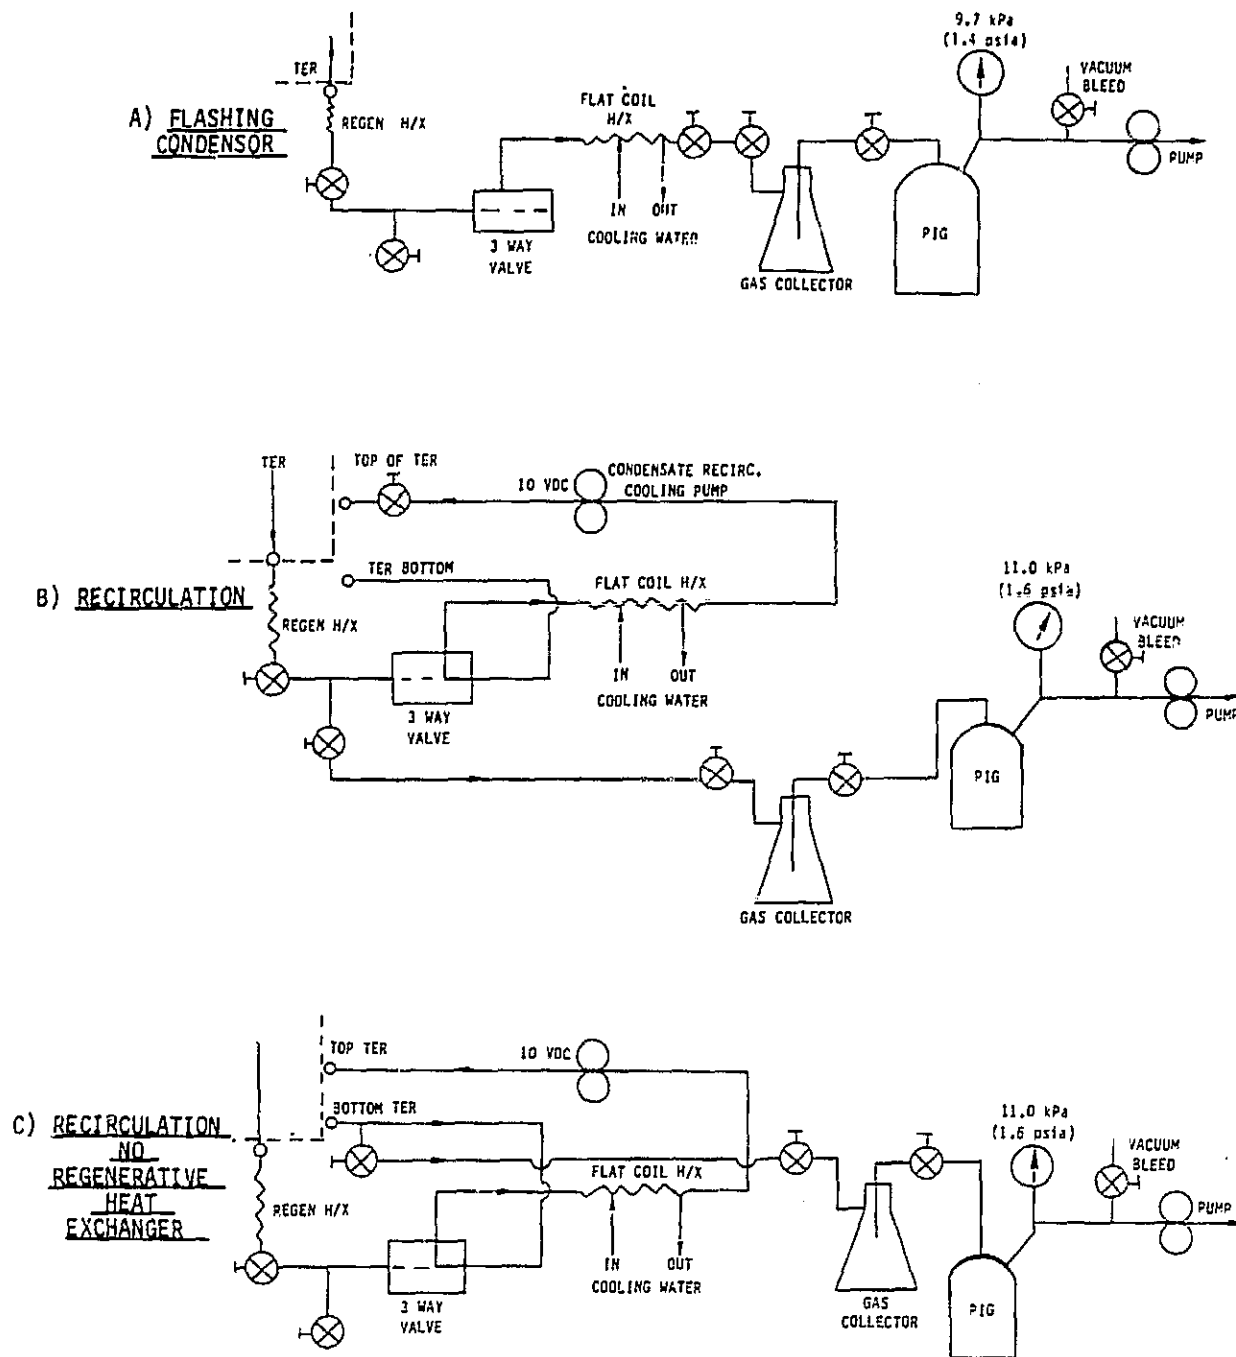 9.7 kPa
(1.4 psia)
VACUUM
BLEED
TER
FLAT COIL
H/X
A) FLASHING
CONDENSOR
REGEN H/X
PUMP
IN OUT
COOLING WATER
PIG
3 WAY
VALVE
GAS COLLECTOR
TER
TOP OF TER
10 VDC
CONDENSATE RECIRC.
COOLING PUMP
TER BOTTOM
FLAT COIL H/X
11.0 kPa
(1.6 psia)
B) RECIRCULATION
VACUUM
BLEED
REGEN H/X
IN OUT
COOLING WATER
3 WAY
VALVE
PUMP
PIG
GAS COLLECTOR
TOP TER
10 VDC
BOTTOM TER
11.0 kPa
(1.6 psia)
C) RECIRCULATION
NO
REGENERATIVE
HEAT
EXCHANGER
VACUUM
BLEED
FLAT COIL H/X
REGEN H/X
PUMP
IN OUT
COOLING WATER
3 WAY
VALVE
GAS
COLLECTOR
PIG